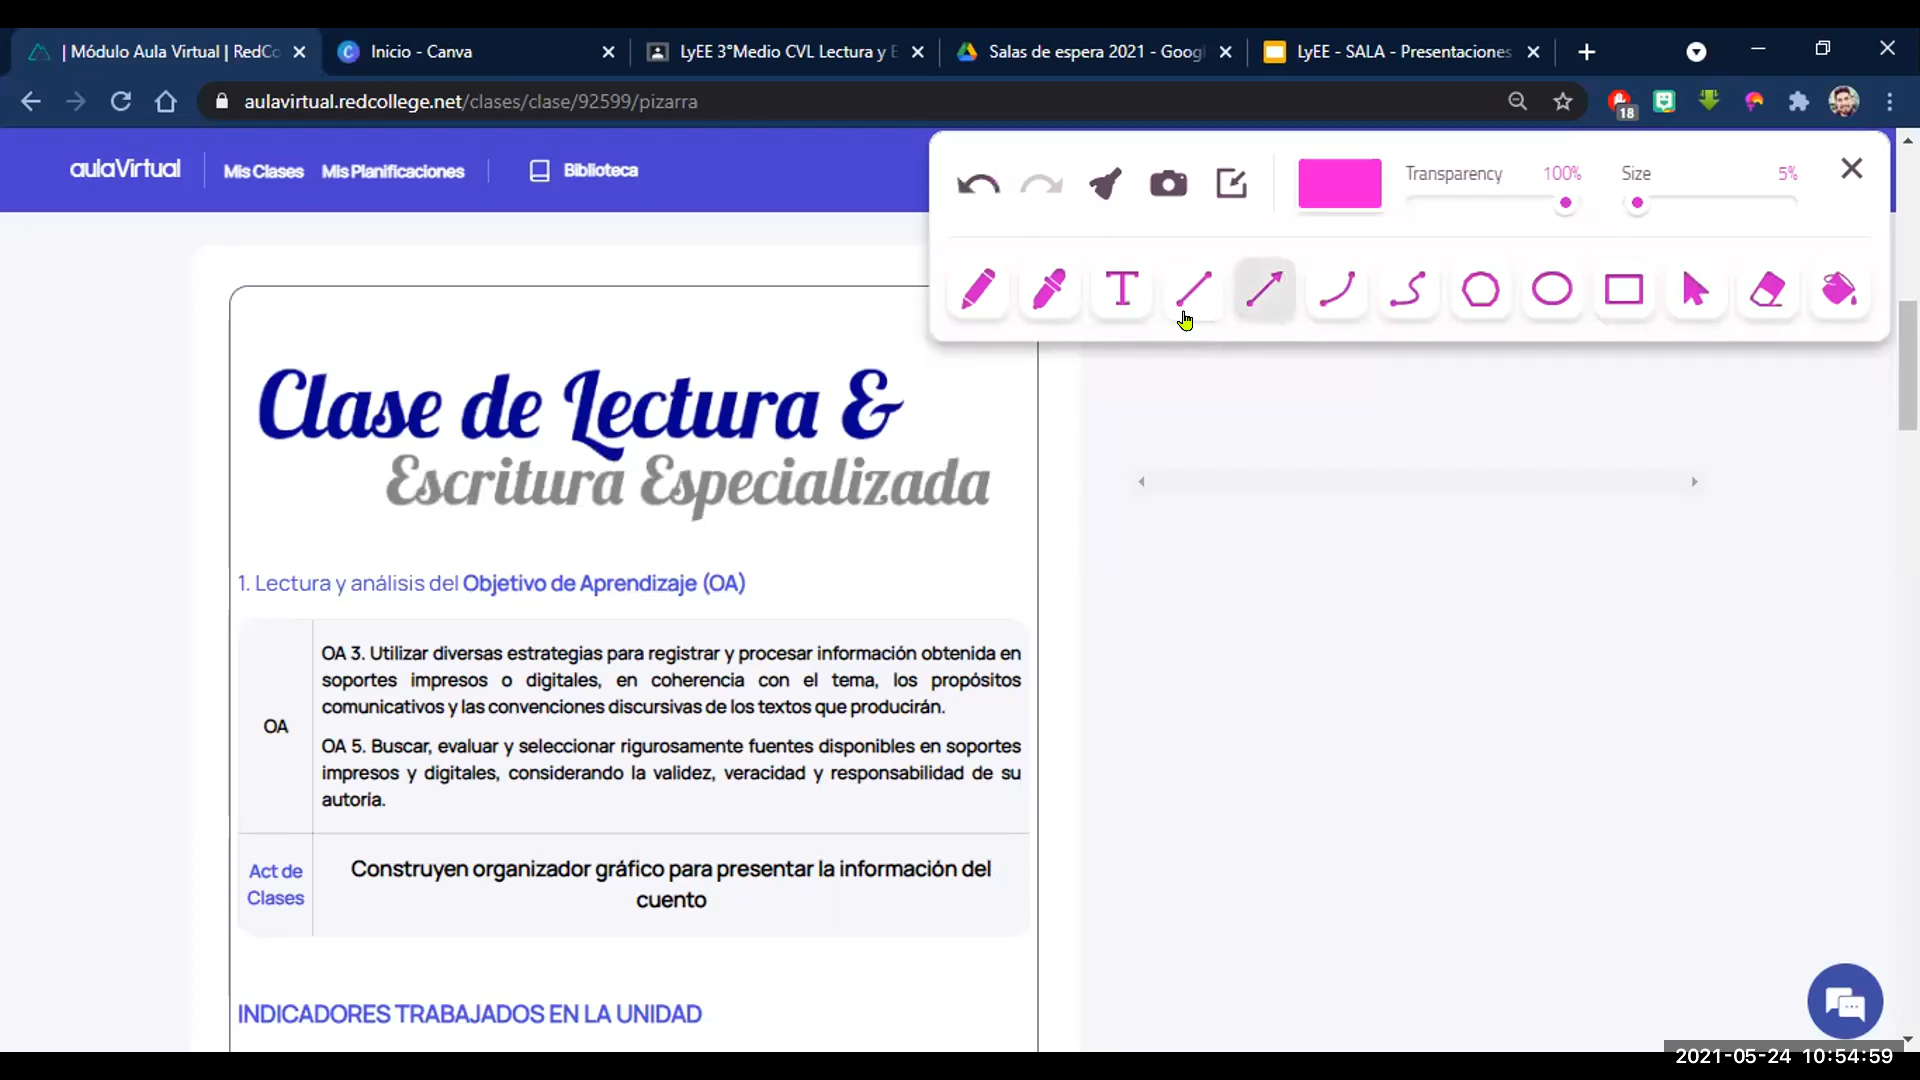 | Módulo Aula Virtual | RedCo
Inicio - Canva
LyEE 3°Medio CVL Lectura y E
Salas de espera 2021 - Googl
LyEE - SALA - Presentaciones
aulavirtual.redcollege.net/clases/clase/92599/pizarra
18
aulaVirtual
Mis Clases
Mis Planificaciones
Biblioteca
Transparency 100%
Size 5%
T
Clase de Lectura &
Escritura Especializada
1. Lectura y análisis del Objetivo de Aprendizaje (OA)
OA
OA 3. Utilizar diversas estrategias para registrar y procesar información obtenida en
soportes impresos o digitales, en coherencia con el tema, los propósitos
comunicativos y las convenciones discursivas de los textos que producirán.
OA 5. Buscar, evaluar y seleccionar rigurosamente fuentes disponibles en soportes
impresos y digitales, considerando la validez, veracidad y responsabilidad de su
autoría.
Act de
Clases
Construyen organizador gráfico para presentar la información del
cuento
INDICADORES TRABAJADOS EN LA UNIDAD
2021-05-24 10:54:59